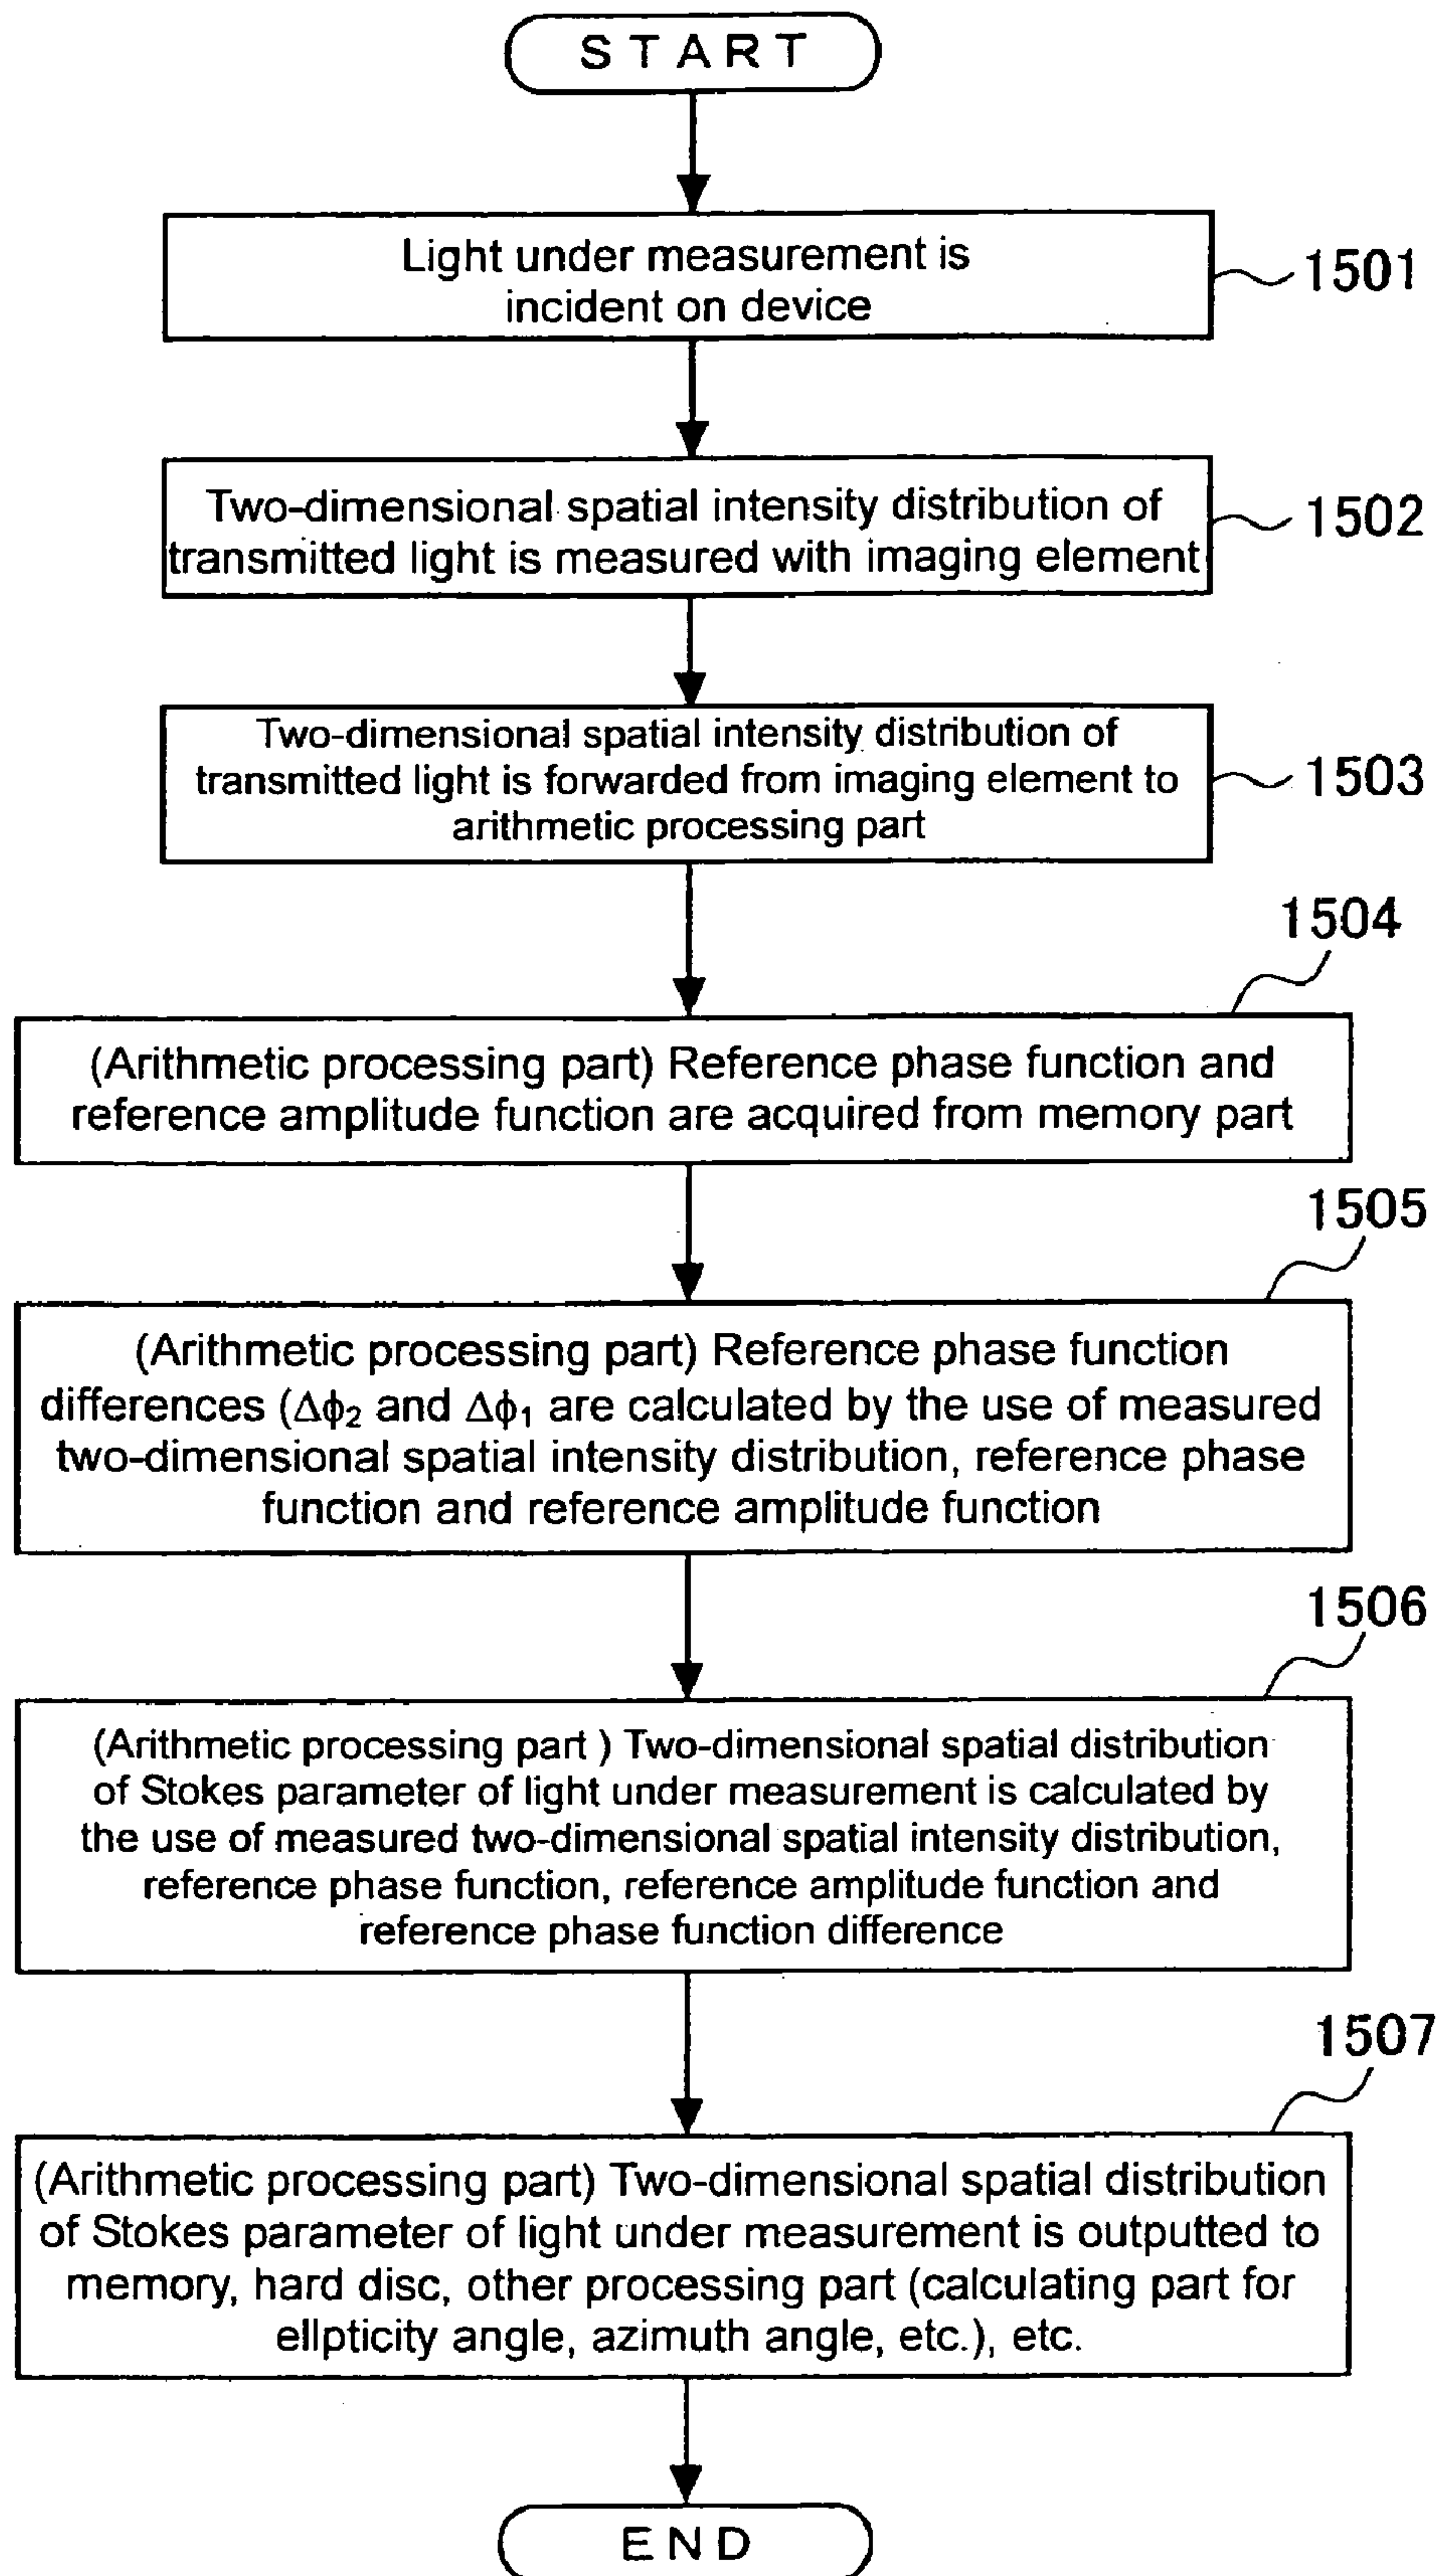 START
Light under measurement is
incident on device
1501
Two-dimensional spatial intensity distribution of
transmitted light is measured with imaging element
1502
Two-dimensional spatial intensity distribution of
transmitted light is forwarded from imaging element to
arithmetic processing part
1503
1504
(Arithmetic processing part) Reference phase function and
reference amplitude function are acquired from memory part
1505
(Arithmetic processing part) Reference phase function
differences (Δϕ₂ and Δϕ₁ are calculated by the use of measured
two-dimensional spatial intensity distribution, reference phase
function and reference amplitude function
1506
(Arithmetic processing part ) Two-dimensional spatial distribution
of Stokes parameter of light under measurement is calculated by
the use of measured two-dimensional spatial intensity distribution,
reference phase function, reference amplitude function and
reference phase function difference
1507
(Arithmetic processing part) Two-dimensional spatial distribution
of Stokes parameter of light under measurement is outputted to
memory, hard disc, other processing part (calculating part for
ellpticity angle, azimuth angle, etc.), etc.
END